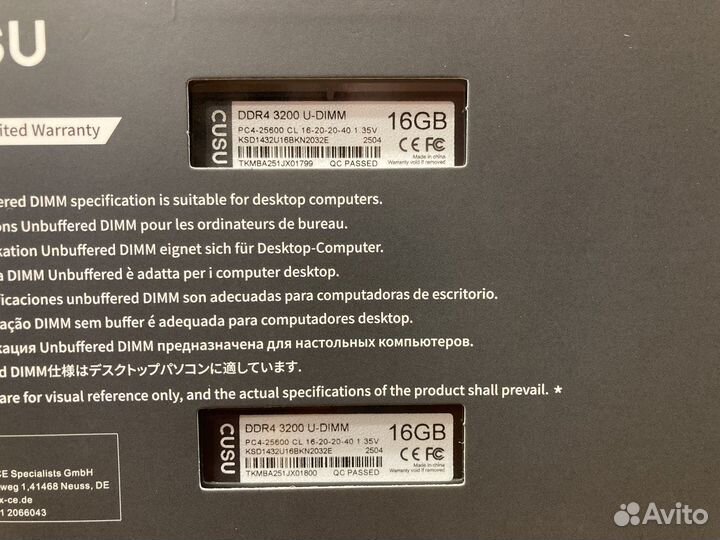 SU
ited Warranty
CUSU
DDR4 3200 U-DIMM
16GB
PC4-25600 CL 16-20-20-40 1.35V
KSD1432U16BKN2032E 2504
CE FC
Made in china
TKMBA251JX01799 QC PASSED
Warranty void if removed
ered DIMM specification is suitable for desktop computers.
ons Unbuffered DIMM pour les ordinateurs de bureau.
kation Unbuffered DIMM eignet sich für Desktop-Computer.
a DIMM Unbuffered è adatta per i computer desktop.
ficaciones unbuffered DIMM son adecuadas para computadoras de escritorio.
ação DIMM sem buffer é adequada para computadores desktop.
кация Unbuffered DIMM предназначена для настольных компьютеров.
d DIMM仕様はデスクトップパソコンに適しています。
are for visual reference only, and the actual specifications of the product shall prevail. *
CUSU
DDR4 3200 U-DIMM
16GB
PC4-25600 CL 16-20-20-40 1.35V
KSD1432U16BKN2032E 2504
CE FC
Made in china
TKMBA251JX01800 QC PASSED
Warranty void if removed
CE Specialists GmbH
weg 1,41468 Neuss, DE
x-ce.de
1 2066043
Avito